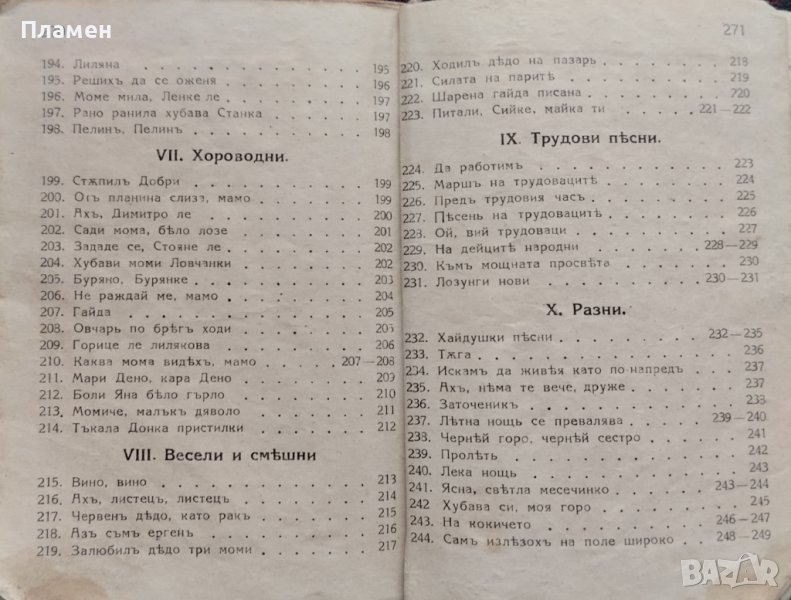 Пламен
194. Лиляна . . . . . . . . . . 195
195. Решихъ да се оженя . . . . . . 196
196. Моме мила, Ленке ле . . . . . . 197
197. Рано ранила хубава Станка . . . . 197
198. Пелинъ, Пелинъ . . . . . . . . 198
VII. Хороводни.
199. Стѫпилъ Добри . . . . . . . . 199
200. Отъ планина слиза, мамо . . . . . 199
201. Ахъ, Димитро ле . . . . . . . . 200
202. Сади мома, бѣло лозе . . . . . . 201
203. Зададе се, Стояне ле . . . . . . 202
204. Хубави моми Ловчанки . . . . . . 202
205. Буряно, Бурянке . . . . . . . . 203
206. Не раждай ме, мамо . . . . . . . 204
207. Гайда . . . . . . . . . . . . 205
208. Овчарь по брѣгъ ходи . . . . . . 205
209. Горице ле лилякова . . . . . . . 206
210. Каква мома видѣхъ, мамо . . . 207—208
211. Мари Дено, кара Дено . . . . . . 209
212. Боли Яна бѣло гърло . . . . . . . 210
213. Момиче, малъкъ дяволо . . . . . . 211
214. Тъкала Донка пристилки . . . . . . 212
VIII. Весели и смѣшни
215. Вино, вино . . . . . . . . . . 213
216. Ахъ, листецъ, листецъ . . . . . . 214
217. Червенъ дѣдо, като ракъ . . . . . 215
218. Азъ съмъ ергенъ . . . . . . . . 216
219. Залюбилъ дѣдо три моми . . . . . 217
271
220. Ходилъ дѣдо на пазарь . . . . . . 218
221. Силата на паритѣ . . . . . . . . 219
222. Шарена гайда писана . . . . . . . 220
223. Питали, Сийке, майка ти . . . 221—222
IX. Трудови пѣсни.
224. Да работимъ . . . . . . . . . . 223
225. Маршъ на трудовацитѣ . . . . . . 224
226. Предъ трудовия часъ . . . . . . . 225
227. Пѣсень на трудовацитѣ . . . . . . 226
228. Ой, вий трудоваци . . . . . . . . 227
229. На дейците народни . . . . . 228—229
230. Къмъ мощната просвѣта . . . . . . 230
231. Лозунги нови . . . . . . . 230—231
X. Разни.
232. Хайдушки пѣсни . . . . . . 232—235
233. Тѫга . . . . . . . . . . . . . 236
234. Искамъ да живѣя като по-напредъ . . 237
235. Ахъ, нѣма те вече, друже . . . . . 237
236. Заточеникъ . . . . . . . . . . 238
237. Лѣтна нощь се превалява . . . 239—240
238. Чернѣй горо, чернѣй сестро . . . . 241
239. Пролѣть . . . . . . . . . . . 242
240. Лека нощь . . . . . . . . . . 243
241. Ясна, свѣтла месечинко . . . . 243—244
242 Хубава си, моя горо . . . . . . . 245
243. На кокичето . . . . . . . . 246—247
244. Самъ излѣзохъ на поле широко . . 248—249
BAZAR